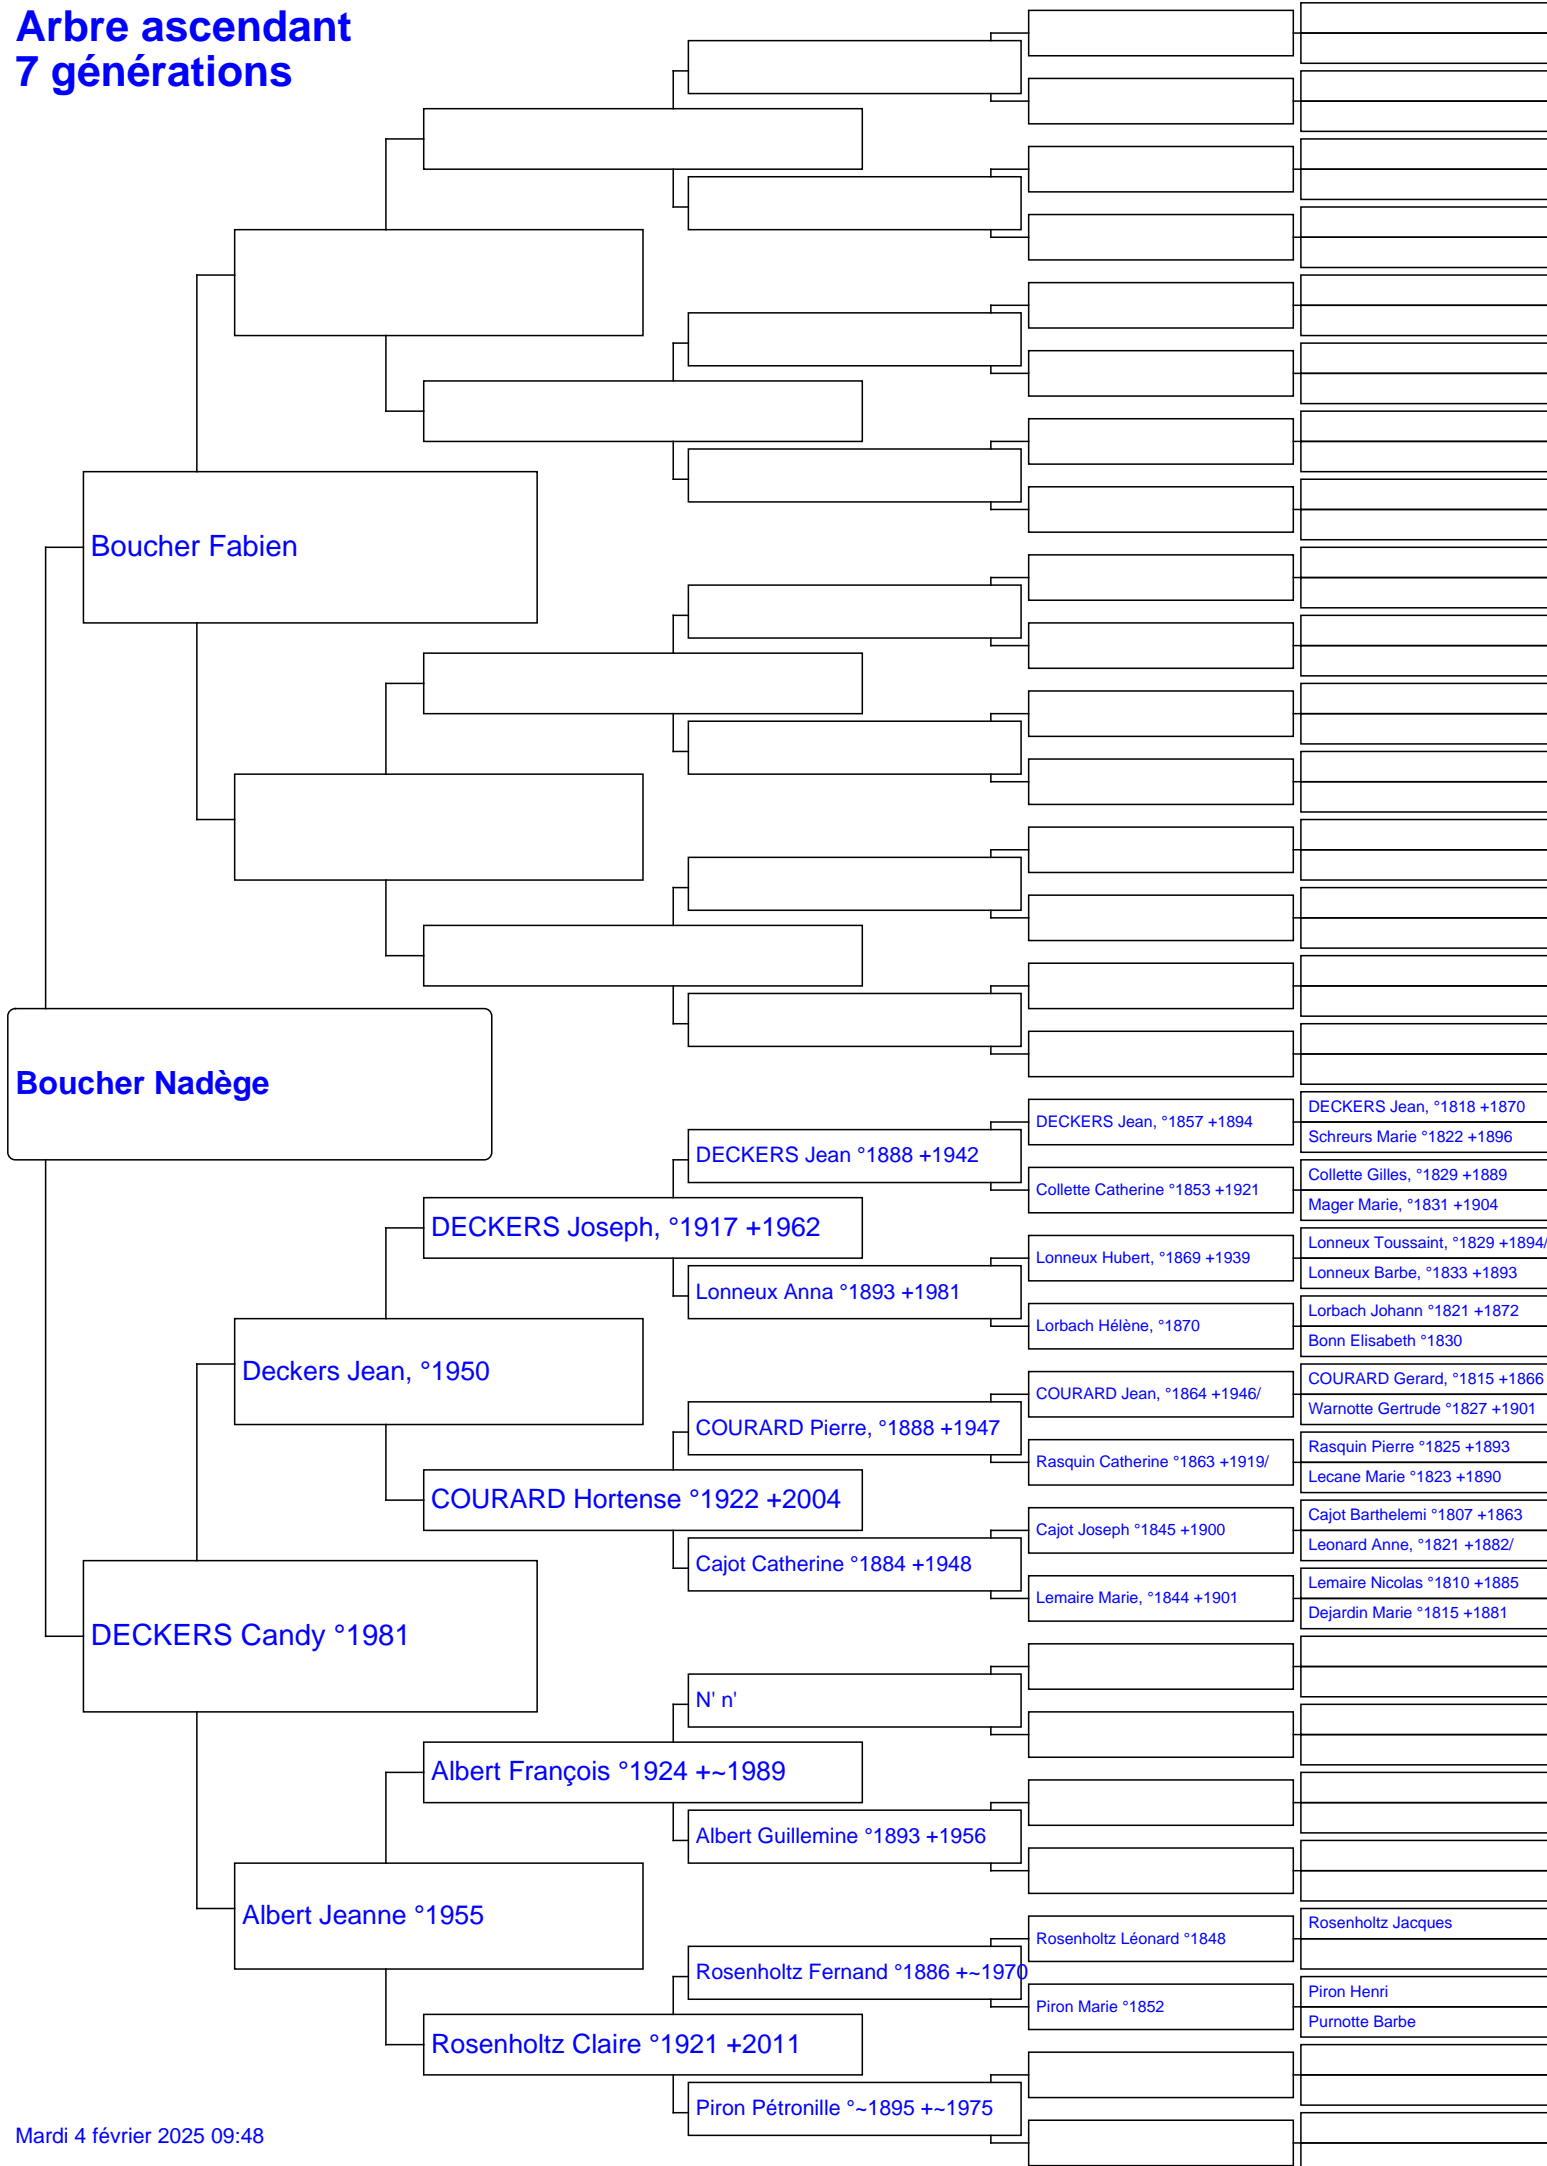 Arbre ascendant
7 générations
Boucher Fabien
Boucher Nadège
DECKERS Jean, °1818 +1870
DECKERS Jean, °1857 +1894
Schreurs Marie °1822 +1896
DECKERS Jean °1888 +1942
Collette Gilles, °1829 +1889
Collette Catherine °1853 +1921
Mager Marie, °1831 +1904
DECKERS Joseph, °1917 +1962
Lonneux Toussaint, °1829 +1894/
Lonneux Hubert, °1869 +1939
Lonneux Barbe, °1833 +1893
Lonneux Anna °1893 +1981
Lorbach Johann °1821 +1872
Lorbach Hélène, °1870
Bonn Elisabeth °1830
Deckers Jean, °1950
COURARD Gerard, °1815 +1866
COURARD Jean, °1864 +1946/
Warnotte Gertrude °1827 +1901
COURARD Pierre, °1888 +1947
Rasquin Pierre °1825 +1893
Rasquin Catherine °1863 +1919/
Lecane Marie °1823 +1890
COURARD Hortense °1922 +2004
Cajot Barthelemi °1807 +1863
Cajot Joseph °1845 +1900
Leonard Anne, °1821 +1882/
Cajot Catherine °1884 +1948
Lemaire Nicolas °1810 +1885
Lemaire Marie, °1844 +1901
Dejardin Marie °1815 +1881
DECKERS Candy °1981
N' n'
Albert François °1924 +~1989
Albert Guillemine °1893 +1956
Albert Jeanne °1955
Rosenholtz Jacques
Rosenholtz Léonard °1848
Rosenholtz Fernand °1886 +~1970
Piron Henri
Piron Marie °1852
Purnotte Barbe
Rosenholtz Claire °1921 +2011
Piron Pétronille °~1895 +~1975
Mardi 4 février 2025 09:48